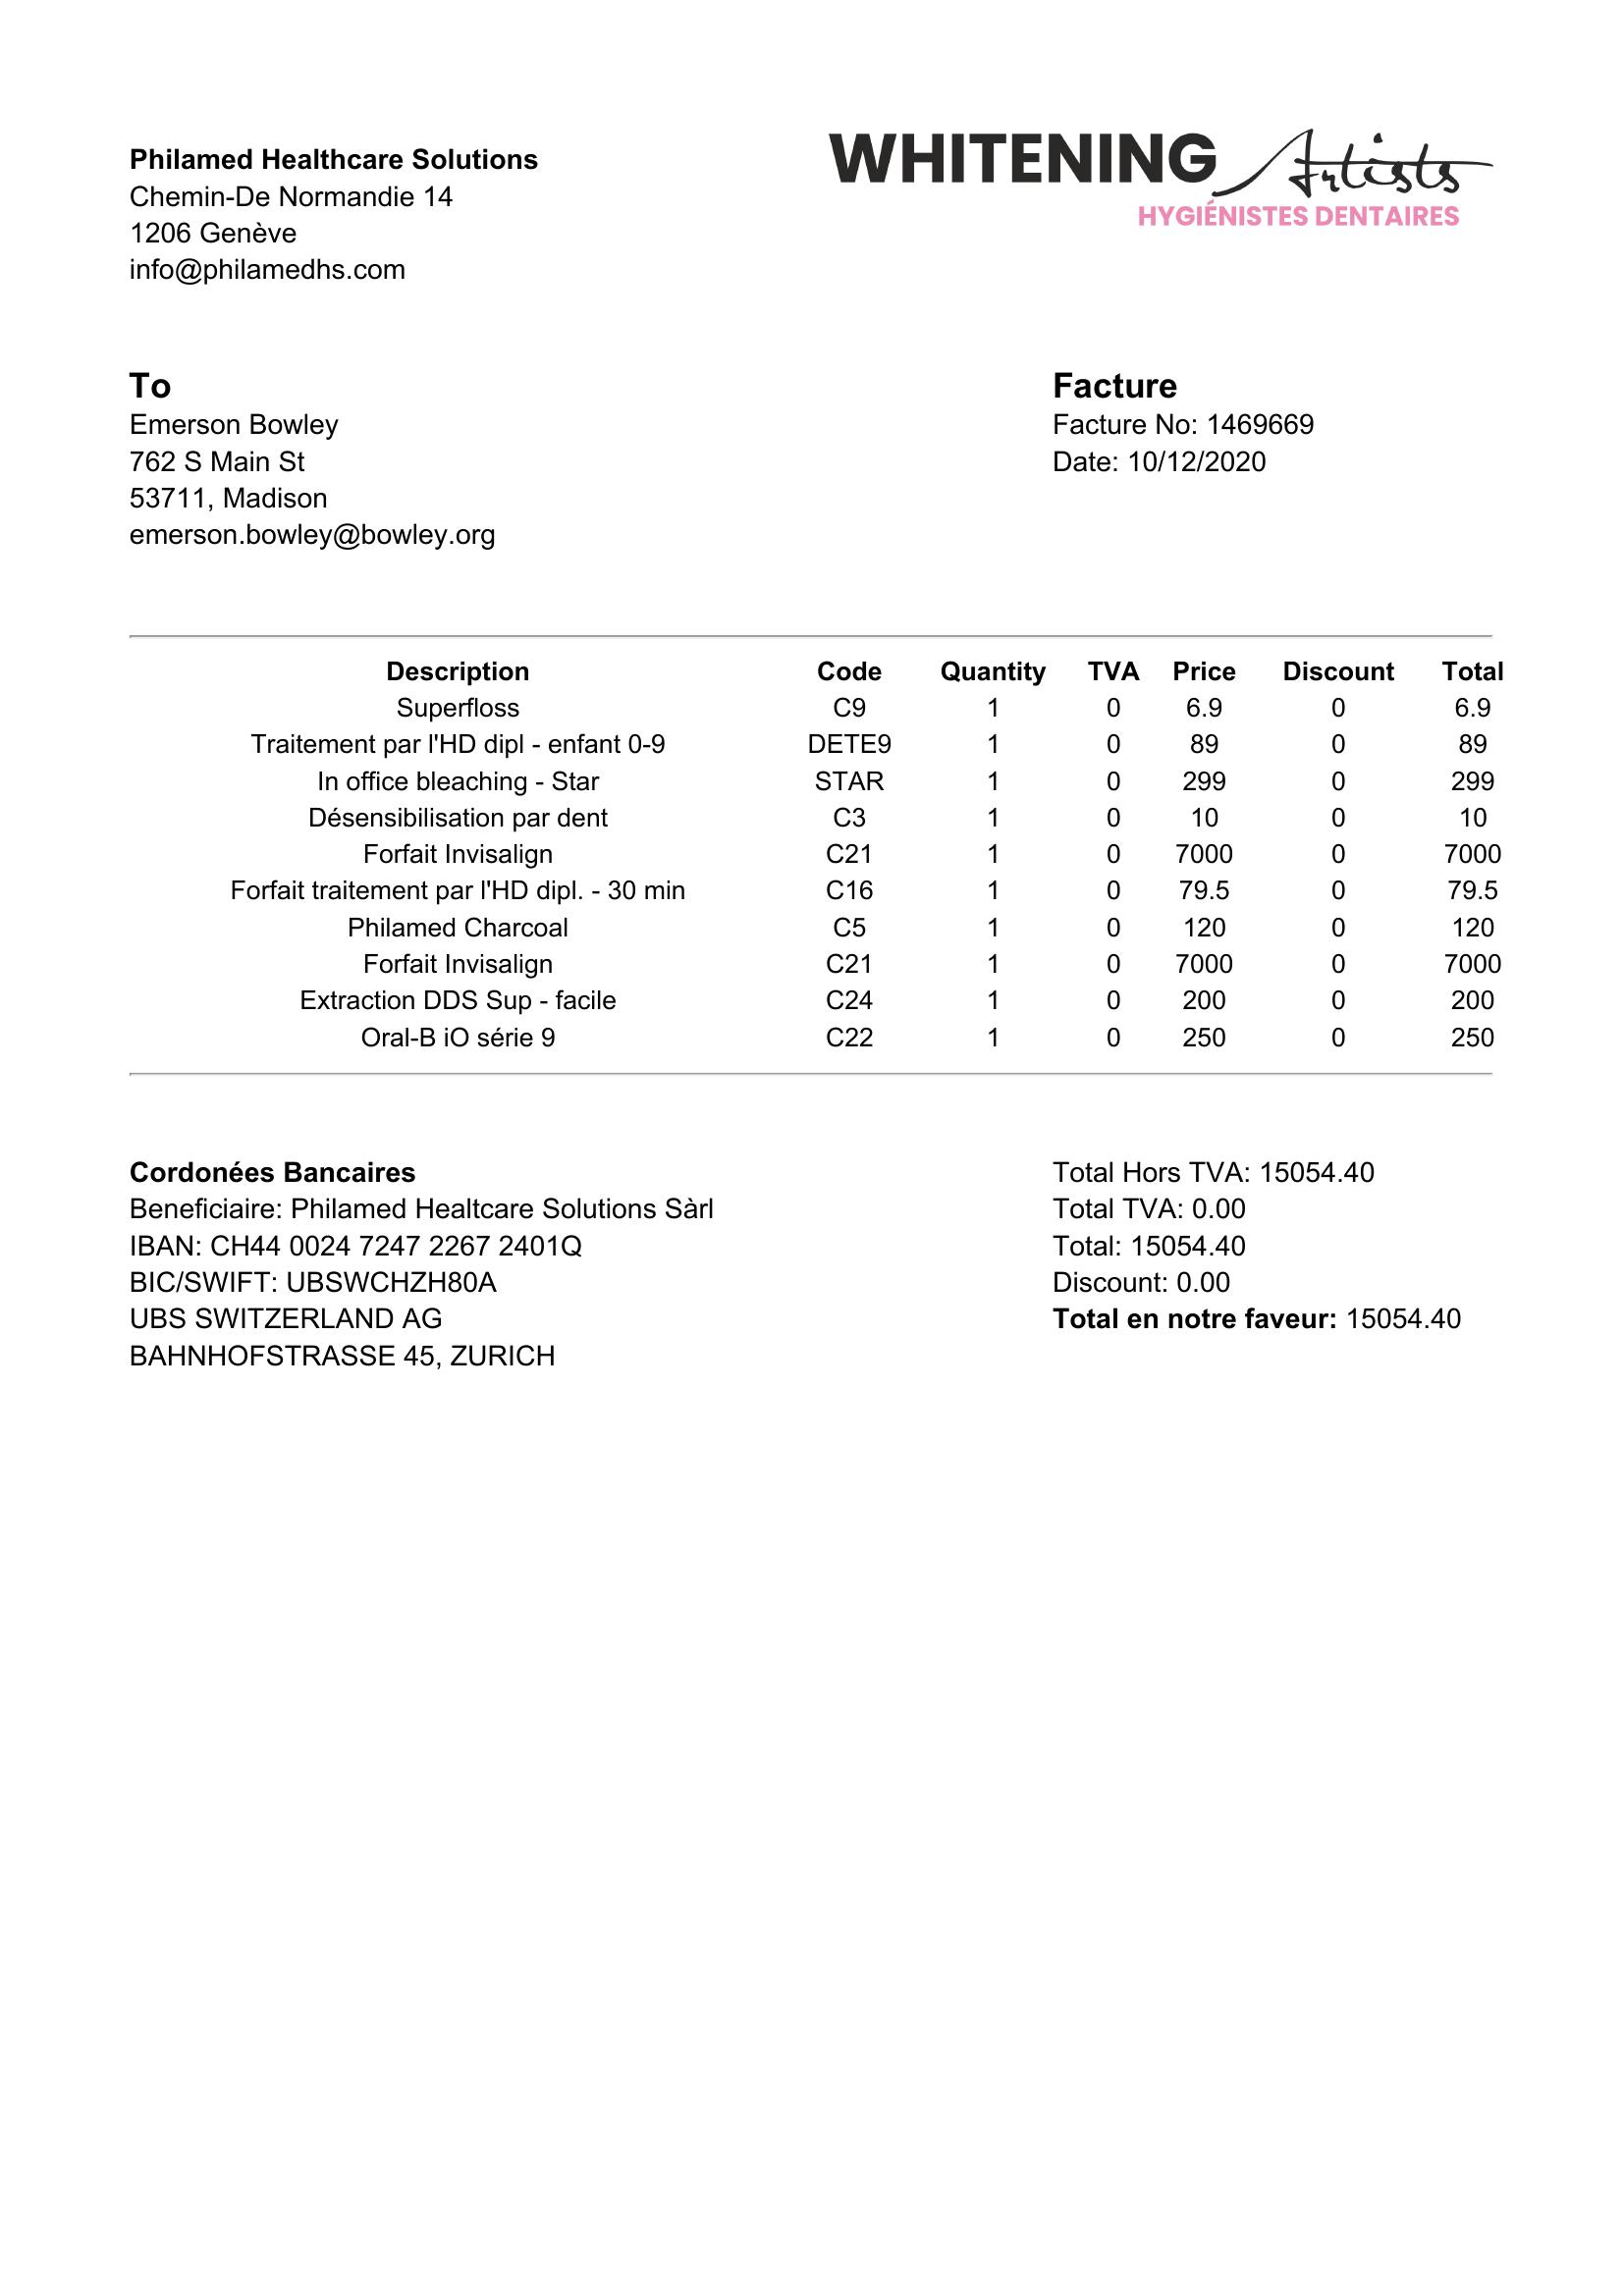 Philamed Healthcare Solutions
Chemin-De Normandie 14
1206 Genève
info@philamedhs.com
WHITENING Artists
HYGIÉNISTES DENTAIRES
To
Emerson Bowley
762 S Main St
53711, Madison
emerson.bowley@bowley.org
Facture
Facture No: 1469669
Date: 10/12/2020
Description Code Quantity TVA Price Discount Total
Superfloss C9 1 0 6.9 0 6.9
Traitement par l'HD dipl - enfant 0-9 DETE9 1 0 89 0 89
In office bleaching - Star STAR 1 0 299 0 299
Désensibilisation par dent C3 1 0 10 0 10
Forfait Invisalign C21 1 0 7000 0 7000
Forfait traitement par l'HD dipl. - 30 min C16 1 0 79.5 0 79.5
Philamed Charcoal C5 1 0 120 0 120
Forfait Invisalign C21 1 0 7000 0 7000
Extraction DDS Sup - facile C24 1 0 200 0 200
Oral-B iO série 9 C22 1 0 250 0 250
Cordonées Bancaires
Beneficiaire: Philamed Healtcare Solutions Sàrl
IBAN: CH44 0024 7247 2267 2401Q
BIC/SWIFT: UBSWCHZH80A
UBS SWITZERLAND AG
BAHNHOFSTRASSE 45, ZURICH
Total Hors TVA: 15054.40
Total TVA: 0.00
Total: 15054.40
Discount: 0.00
Total en notre faveur: 15054.40